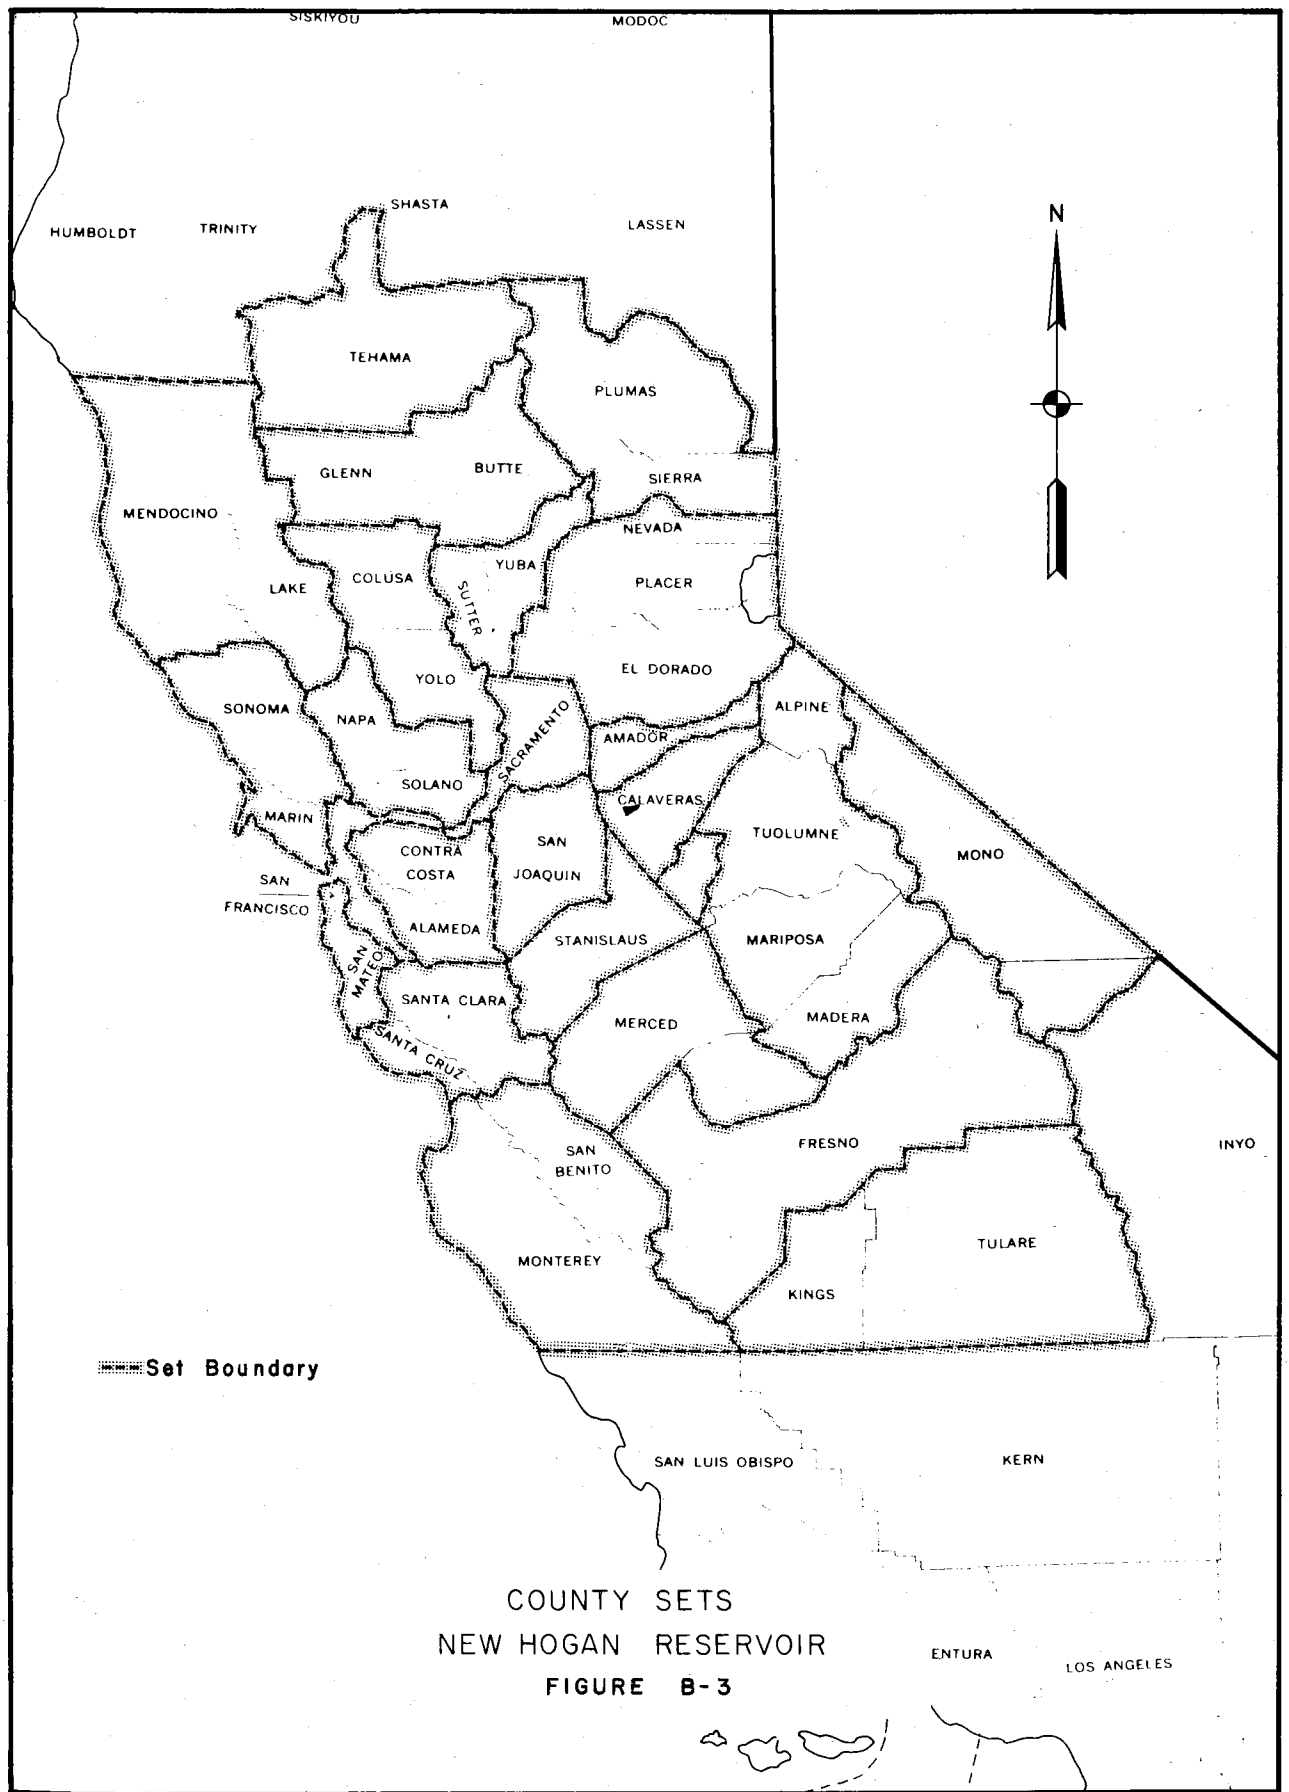 SISKIYOU
MODOC
SHASTA
HUMBOLDT
TRINITY
LASSEN
N
TEHAMA
PLUMAS
GLENN
BUTTE
SIERRA
MENDOCINO
NEVADA
YUBA
COLUSA
PLACER
LAKE
SUTTER
EL DORADO
YOLO
SONOMA
NAPA
ALPINE
SACRAMENTO
AMADOR
SOLANO
CALAVERAS
MARIN
TUOLUMNE
CONTRA
COSTA
SAN
JOAQUIN
MONO
SAN
FRANCISCO
ALAMEDA
STANISLAUS
MARIPOSA
SAN
MATEO
SANTA CLARA
MERCED
MADERA
SANTA CRUZ
FRESNO
INYO
SAN
BENITO
TULARE
MONTEREY
KINGS
Set Boundary
SAN LUIS OBISPO
KERN
COUNTY SETS
NEW HOGAN RESERVOIR
FIGURE B-3
ENTURA
LOS ANGELES